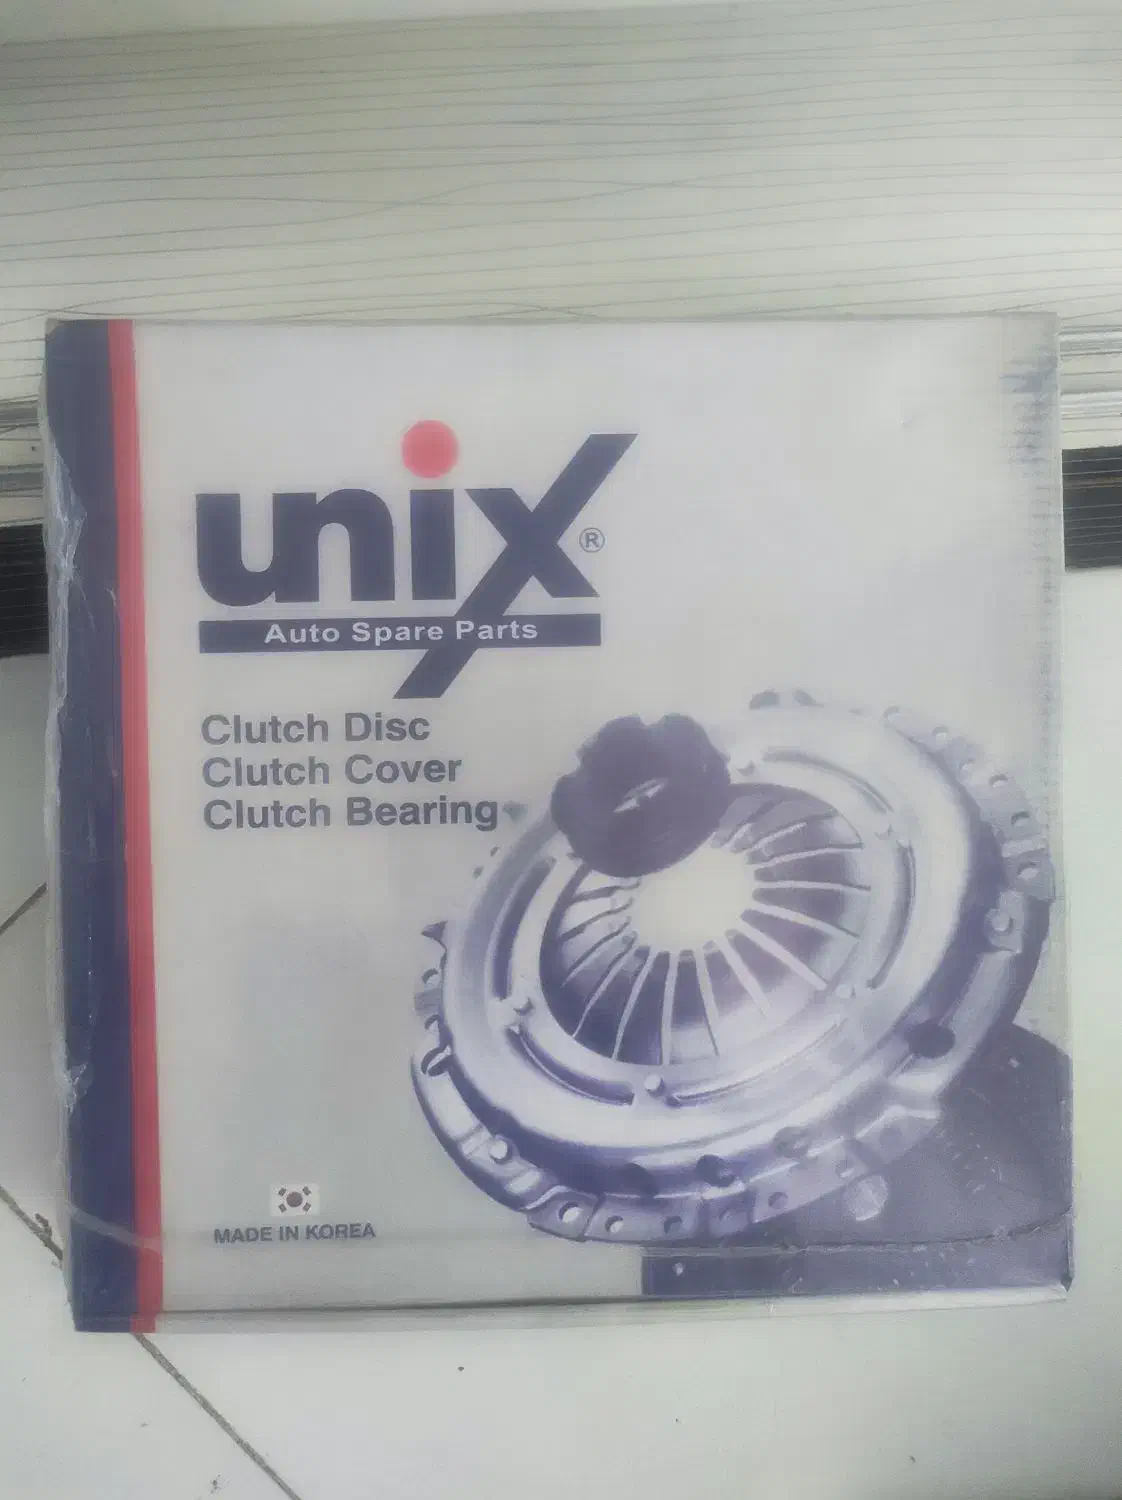 unix®
Auto Spare Parts
Clutch Disc
Clutch Cover
Clutch Bearing
MADE IN KOREA